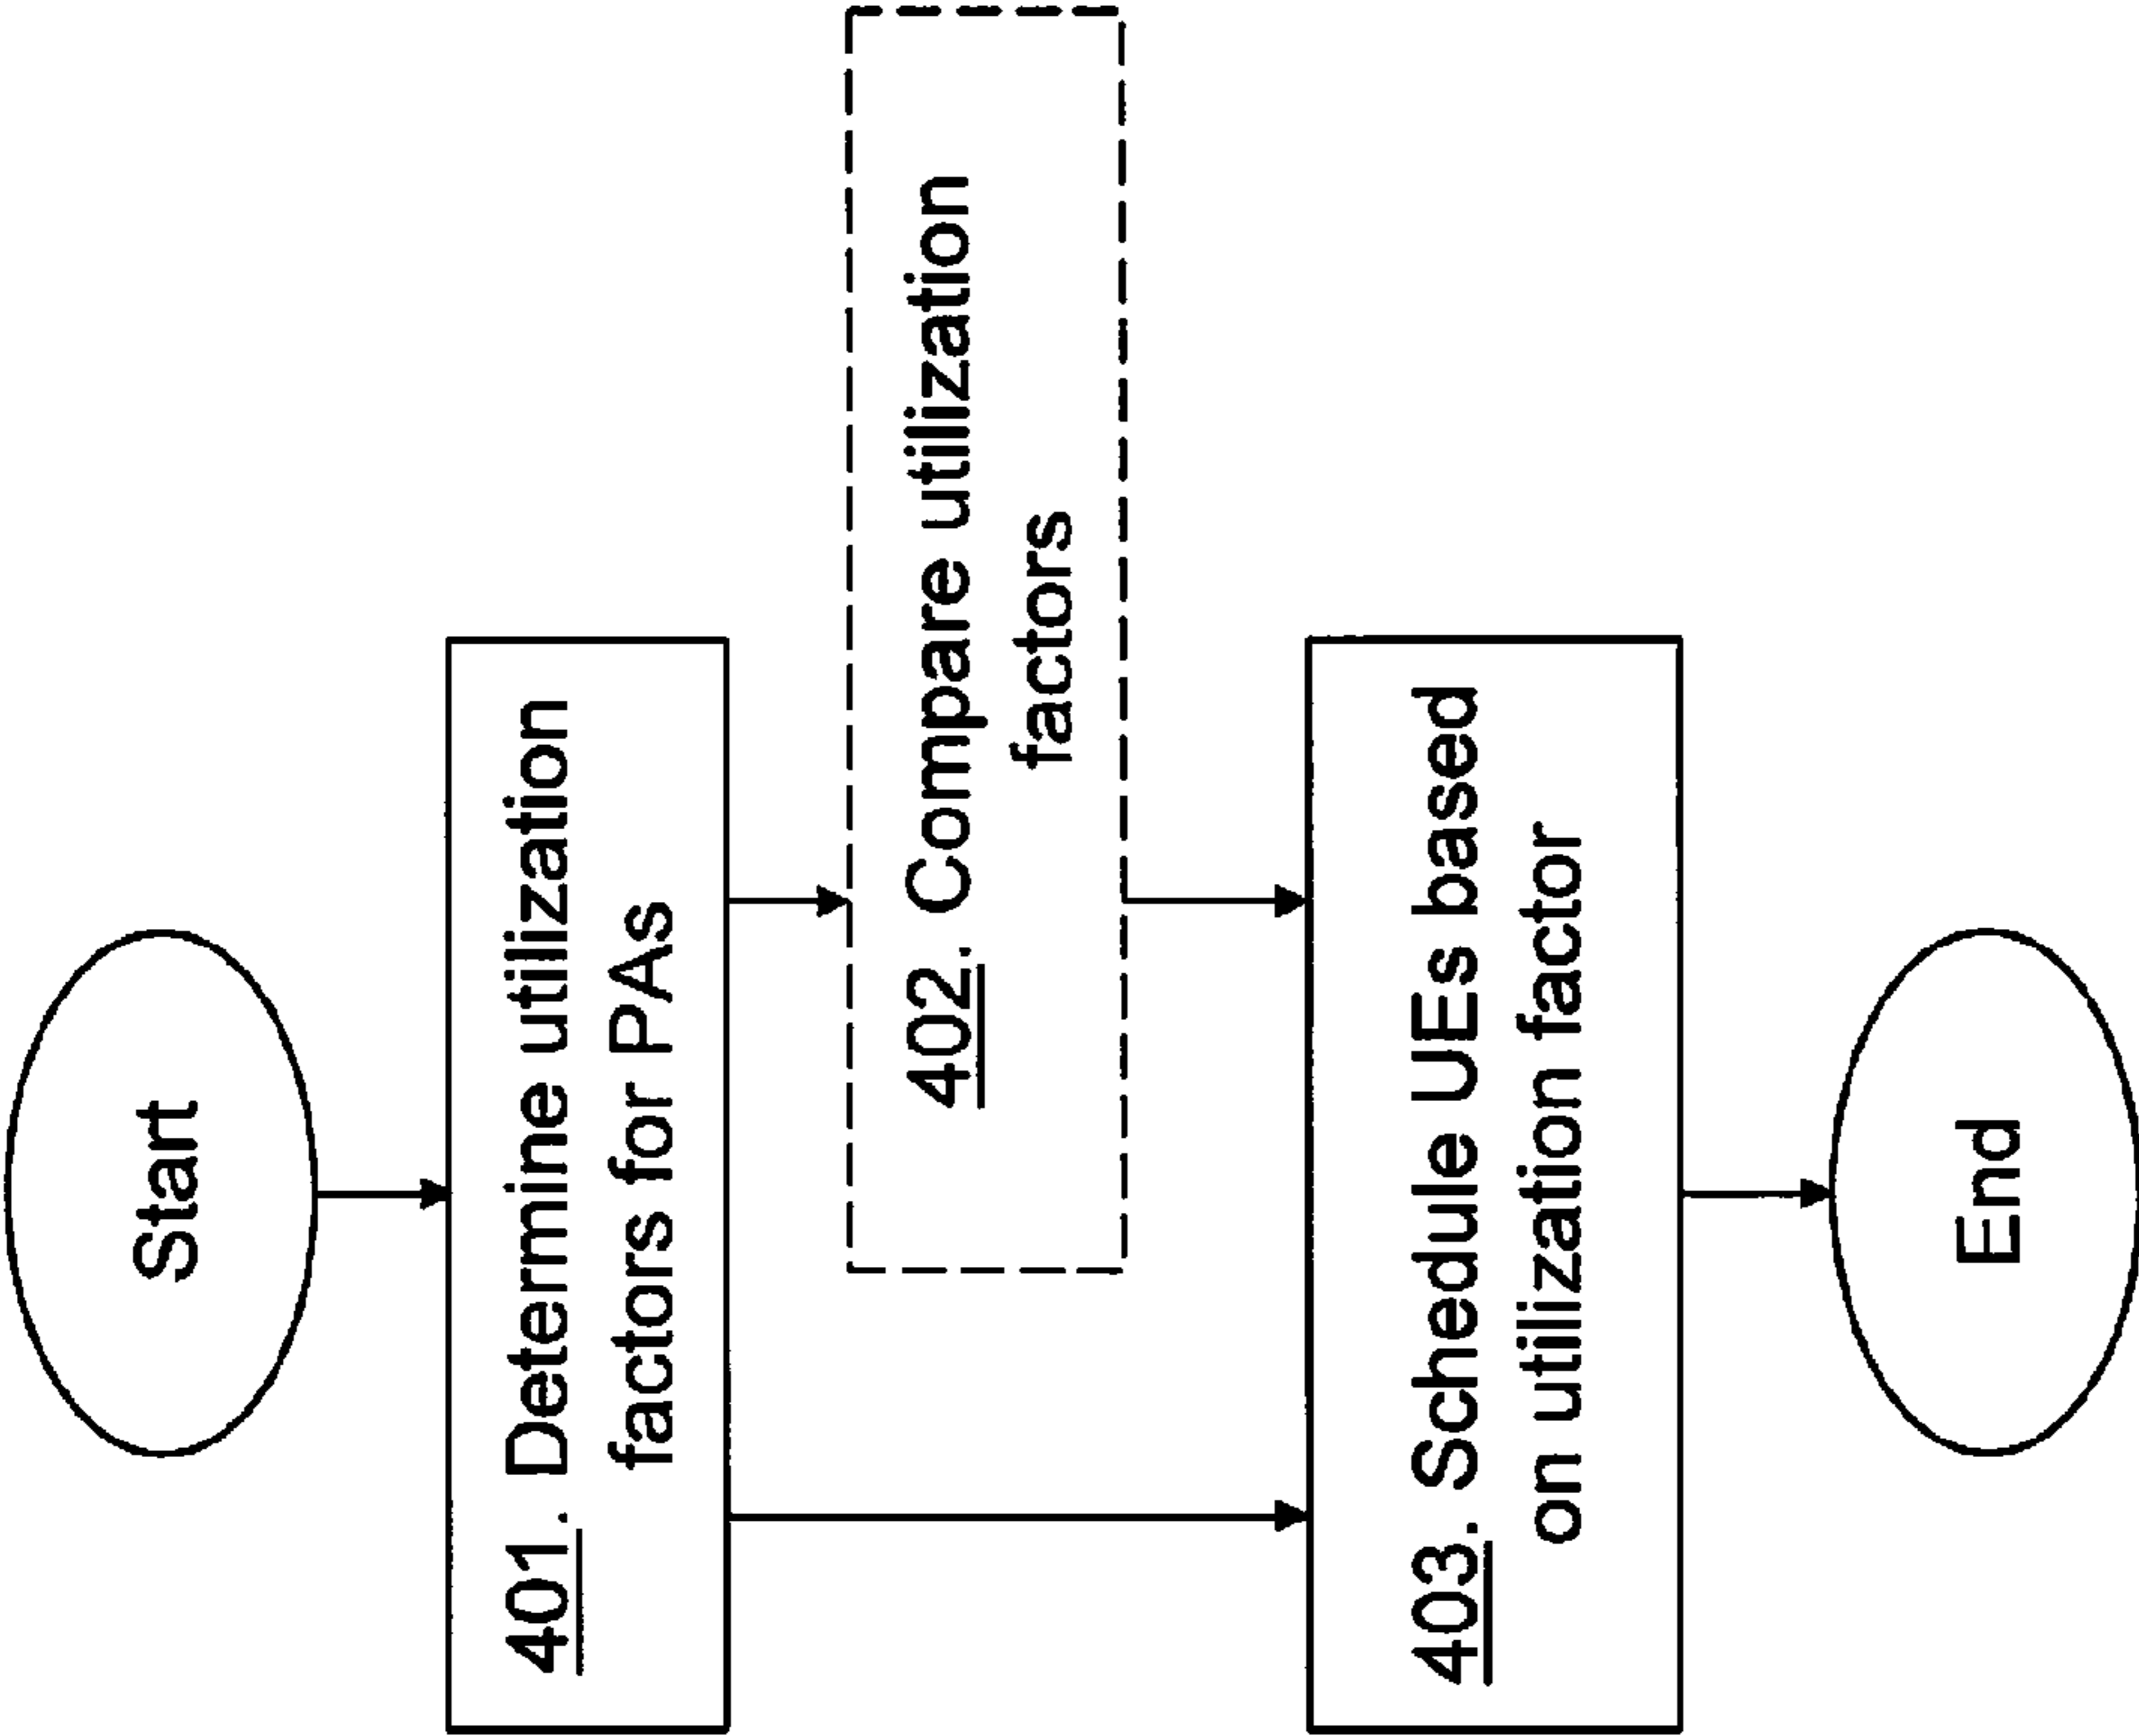 Start
401. Determine utilization
factors for PAs
402. Compare utilization
factors
403. Schedule UEs based
on utilization factor
End